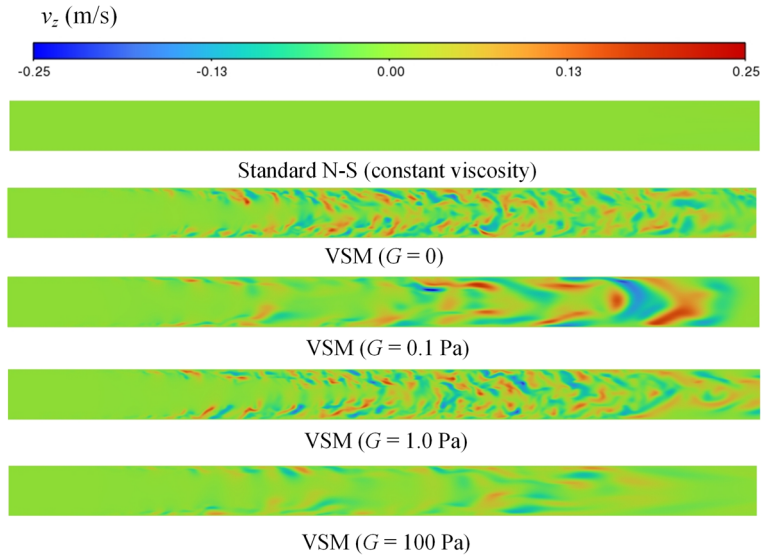 v_z (m/s)
-0.25 -0.13 0.00 0.13 0.25
Standard N-S (constant viscosity)
VSM (G = 0)
VSM (G = 0.1 Pa)
VSM (G = 1.0 Pa)
VSM (G = 100 Pa)